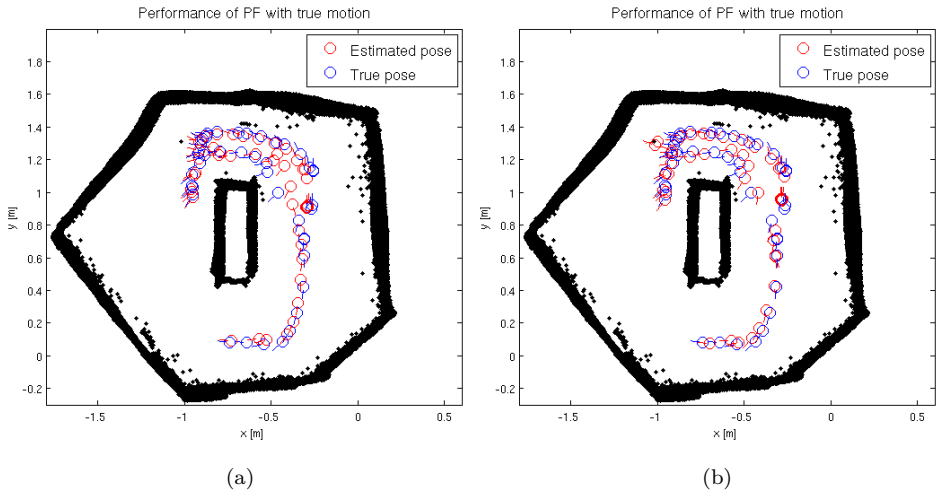 Performance of PF with true motion
Estimated pose
True pose
1.8
1.6
1.4
1.2
1
0.8
0.6
0.4
0.2
0
-0.2
y [m]
-1.5
-1
-0.5
0
0.5
x [m]
(a)
Performance of PF with true motion
Estimated pose
True pose
1.8
1.6
1.4
1.2
1
0.8
0.6
0.4
0.2
0
-0.2
y [m]
-1.5
-1
-0.5
0
0.5
x [m]
(b)